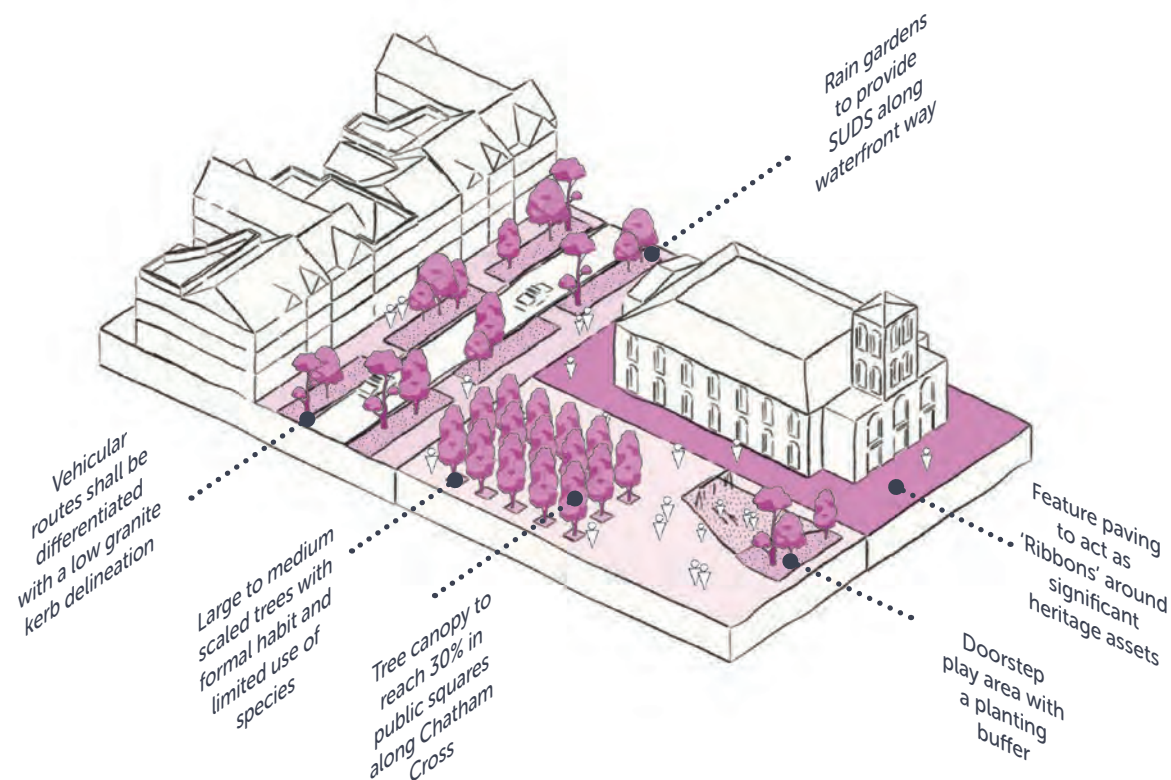 Rain gardens
to provide
SUDS along
waterfront way
Vehicular
routes shall be
differentiated
with a low granite
kerb delineation
Large to medium
scaled trees with
formal habit and
limited use of
species
Tree canopy to
reach 30% in
public squares
along Chatham
Cross
Feature paving
to act as
'Ribbons' around
significant
heritage assets
Doorstep
play area with
a planting
buffer